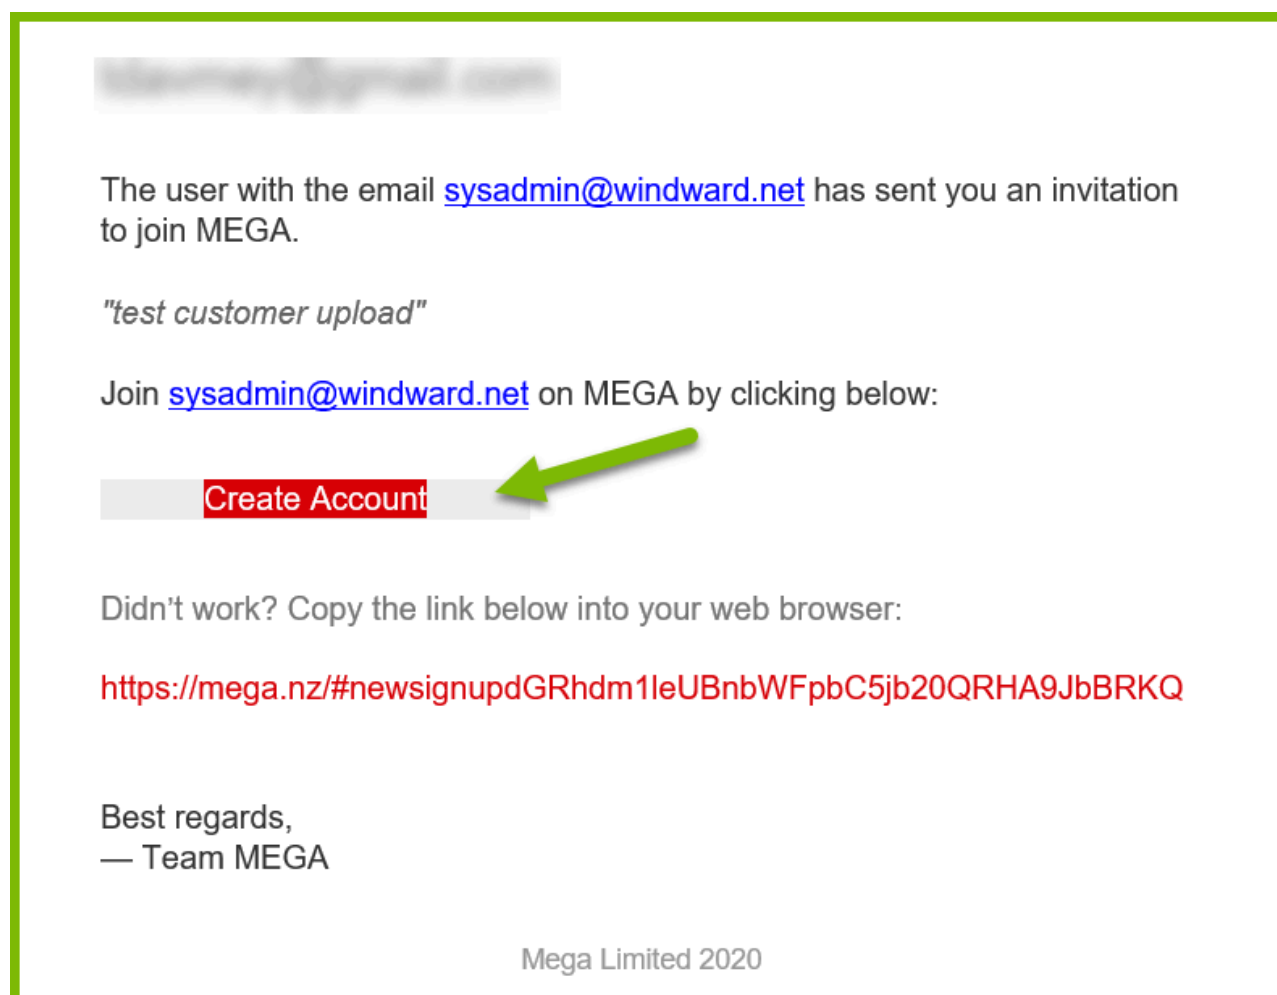 The user with the email sysadmin@windward.net has sent you an invitation
to join MEGA.
"test customer upload"
Join sysadmin@windward.net on MEGA by clicking below:
Create Account
Didn't work? Copy the link below into your web browser:
https://mega.nz/#newsignupdGRhdm1leUBnbWFpbC5jb20QRHA9JbBRKQ
Best regards,
— Team MEGA
Mega Limited 2020